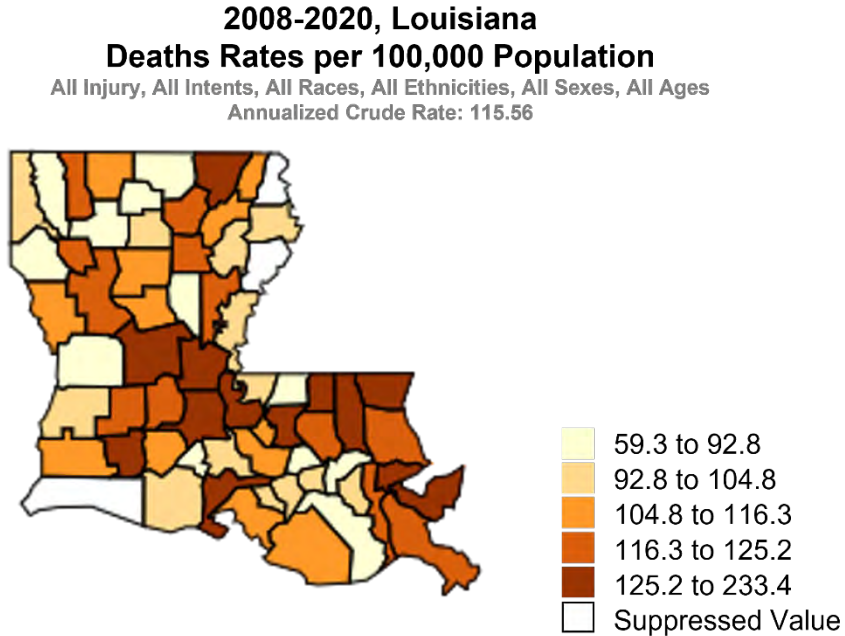 2008-2020, Louisiana
Deaths Rates per 100,000 Population
All Injury, All Intents, All Races, All Ethnicities, All Sexes, All Ages
Annualized Crude Rate: 115.56
59.3 to 92.8
92.8 to 104.8
104.8 to 116.3
116.3 to 125.2
125.2 to 233.4
Suppressed Value